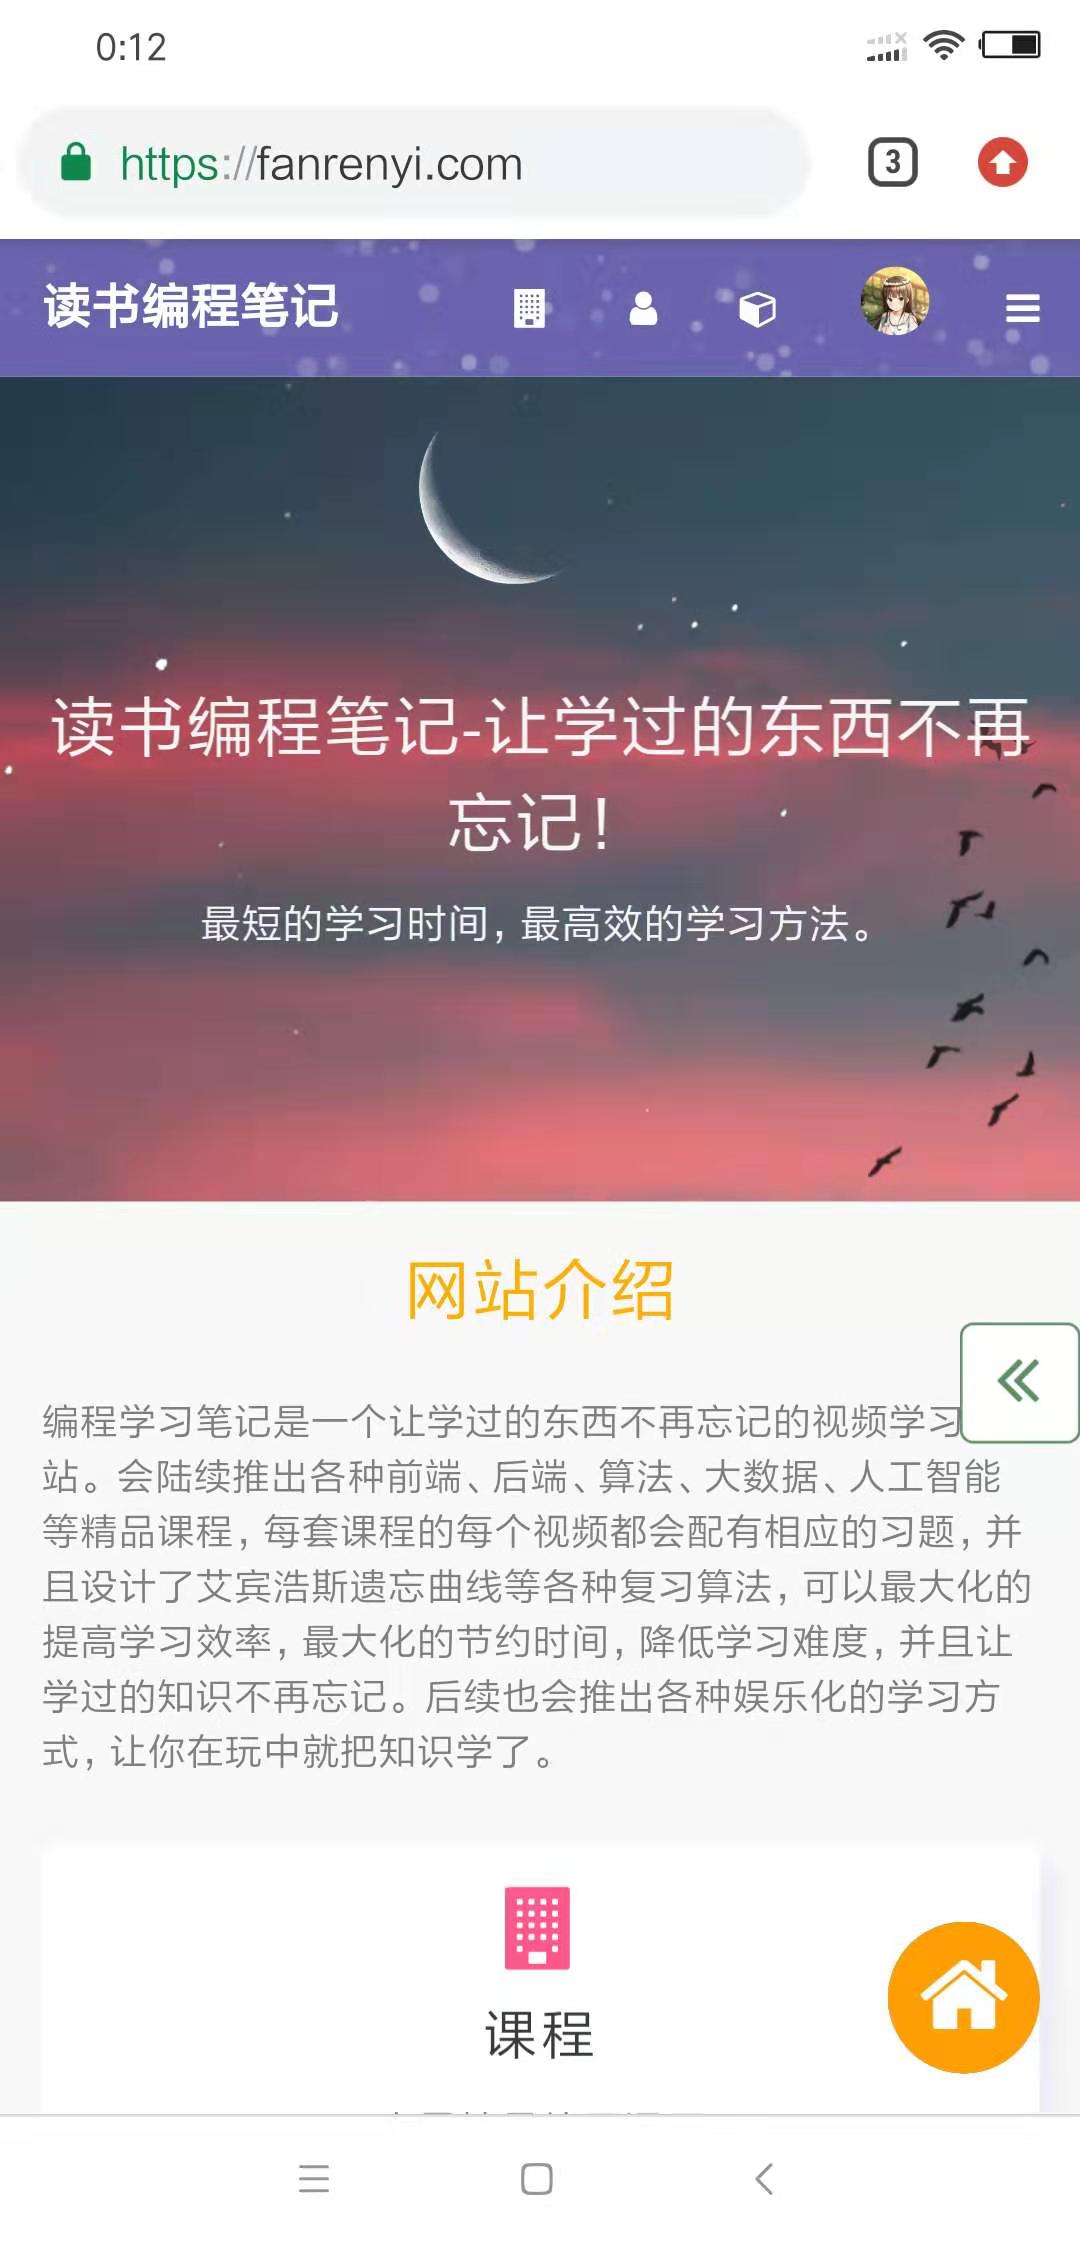 0:12
https://fanrenyi.com
3
读书编程笔记
读书编程笔记-让学过的东西不再
忘记！
最短的学习时间，最高效的学习方法。
网站介绍
编程学习笔记是一个让学过的东西不再忘记的视频学习
站。会陆续推出各种前端、后端、算法、大数据、人工智能
等精品课程，每套课程的每个视频都会配有相应的习题，并
且设计了艾宾浩斯遗忘曲线等各种复习算法，可以最大化的
提高学习效率，最大化的节约时间，降低学习难度，并且让
学过的知识不再忘记。后续也会推出各种娱乐化的学习方
式，让你在玩中就把知识学了。
课程